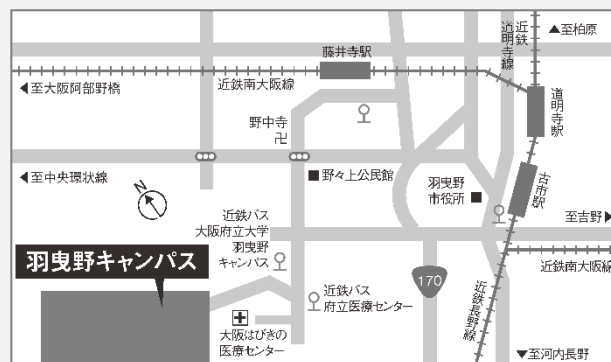 近鉄
道明寺線
▲至柏原
藤井寺駅
◀至大阪阿部野橋
近鉄南大阪線
道明寺駅
野中寺
卍
◀至中央環状線
■野々上公民館
羽曳野
市役所
古市駅
N
至吉野▶
近鉄バス
大阪府立大学
羽曳野
キャンパス
羽曳野キャンパス
近鉄南大阪線
170
近鉄バス
府立医療センター
近鉄長野線
大阪はびきの
医療センター
▼至河内長野